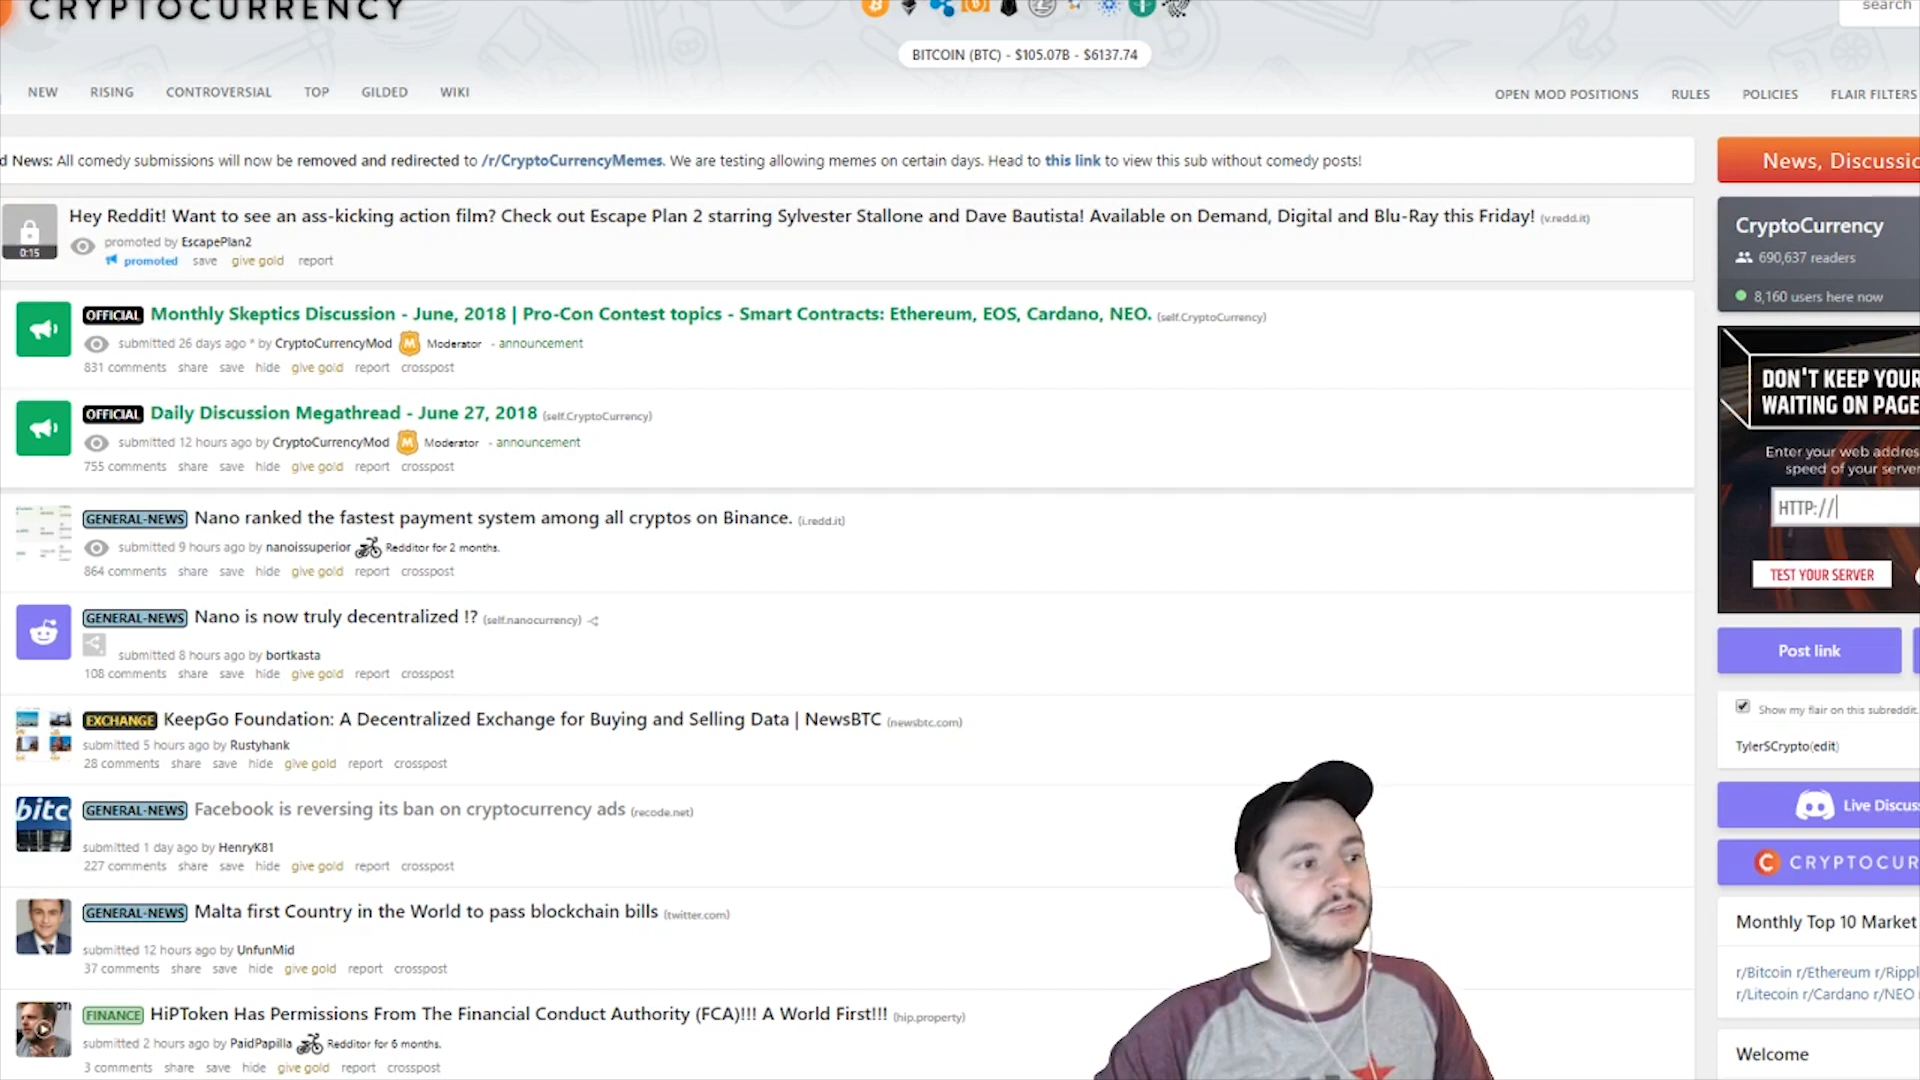 CRYPTOCURRENCY
search
BITCOIN (BTC) - $105.07B - $6137.74
NEW RISING CONTROVERSIAL TOP GILDED WIKI
OPEN MOD POSITIONS RULES POLICIES FLAIR FILTERS
d News: All comedy submissions will now be removed and redirected to /r/CryptoCurrencyMemes. We are testing allowing memes on certain days. Head to this link to view this sub without comedy posts!
0:15
Hey Reddit! Want to see an ass-kicking action film? Check out Escape Plan 2 starring Sylvester Stallone and Dave Bautista! Available on Demand, Digital and Blu-Ray this Friday! (v.redd.it)
promoted by EscapePlan2
promoted save give gold report
OFFICIAL Monthly Skeptics Discussion - June, 2018 | Pro-Con Contest topics - Smart Contracts: Ethereum, EOS, Cardano, NEO. (self.CryptoCurrency)
submitted 26 days ago * by CryptoCurrencyMod M Moderator - announcement
831 comments share save hide give gold report crosspost
OFFICIAL Daily Discussion Megathread - June 27, 2018 (self.CryptoCurrency)
submitted 12 hours ago by CryptoCurrencyMod M Moderator - announcement
755 comments share save hide give gold report crosspost
GENERAL-NEWS Nano ranked the fastest payment system among all cryptos on Binance. (i.redd.it)
submitted 9 hours ago by nanoissuperior Redditor for 2 months.
864 comments share save hide give gold report crosspost
GENERAL-NEWS Nano is now truly decentralized !? (self.nanocurrency)
submitted 8 hours ago by bortkasta
108 comments share save hide give gold report crosspost
EXCHANGE KeepGo Foundation: A Decentralized Exchange for Buying and Selling Data | NewsBTC (newsbtc.com)
submitted 5 hours ago by Rustyhank
28 comments share save hide give gold report crosspost
bitc
GENERAL-NEWS Facebook is reversing its ban on cryptocurrency ads (recode.net)
submitted 1 day ago by HenryK81
227 comments share save hide give gold report crosspost
GENERAL-NEWS Malta first Country in the World to pass blockchain bills (twitter.com)
submitted 12 hours ago by UnfunMid
37 comments share save hide give gold report crosspost
FINANCE HiPToken Has Permissions From The Financial Conduct Authority (FCA)!!! A World First!!! (hip.property)
submitted 2 hours ago by PaidPapilla Redditor for 6 months.
3 comments share save hide give gold report crosspost
News, Discussio
CryptoCurrency
690,637 readers
8,160 users here now
DON'T KEEP YOUR
WAITING ON PAGE
Enter your web addres
speed of your server
HTTP://
TEST YOUR SERVER
Post link
Show my flair on this subreddit.
TylerSCrypto(edit)
Live Discus
C CRYPTOCUR
Monthly Top 10 Market
r/Bitcoin r/Ethereum r/Rippl
r/Litecoin r/Cardano r/NEO
Welcome